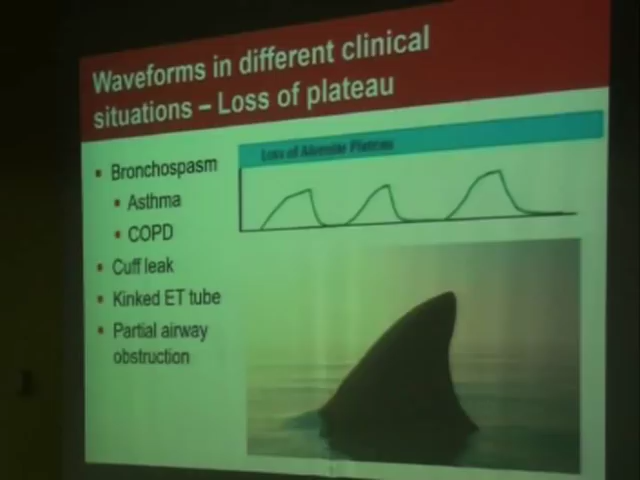 Waveforms in different clinical
situations – Loss of plateau
Loss of Alveolar Plateau
Bronchospasm
Asthma
COPD
Cuff leak
Kinked ET tube
Partial airway
obstruction